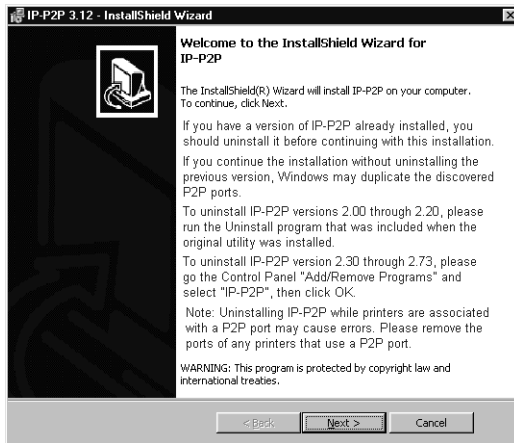 IP-P2P 3.12 - InstallShield Wizard
Welcome to the InstallShield Wizard for
IP-P2P
The InstallShield(R) Wizard will install IP-P2P on your computer.
To continue, click Next.
If you have a version of IP-P2P already installed, you
should uninstall it before continuing with this installation.
If you continue the installation without uninstalling the
previous version, Windows may duplicate the discovered
P2P ports.
To uninstall IP-P2P versions 2.00 through 2.20, please
run the Uninstall program that was included when the
original utility was installed.
To uninstall IP-P2P version 2.30 through 2.73, please
go the Control Panel "Add/Remove Programs" and
select "IP-P2P", then click OK.
Note: Uninstalling IP-P2P while printers are associated
with a P2P port may cause errors. Please remove the
ports of any printers that use a P2P port.
WARNING: This program is protected by copyright law and
international treaties.
< Back Next > Cancel